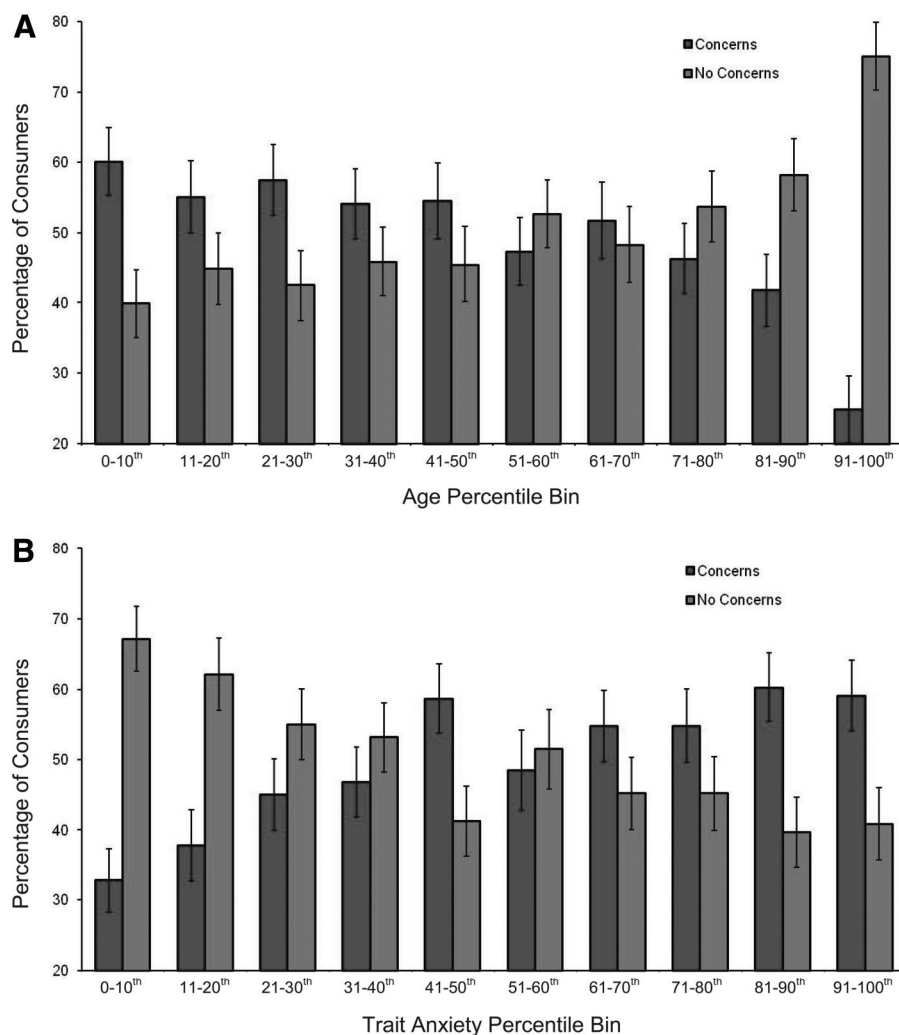 A
80
70
60
50
40
30
20
Percentage of Consumers
Concerns
No Concerns
0-10th 11-20th 21-30th 31-40th 41-50th 51-60th 61-70th 71-80th 81-90th 91-100th
Age Percentile Bin
B
80
70
60
50
40
30
20
Percentage of Consumers
Concerns
No Concerns
0-10th 11-20th 21-30th 31-40th 41-50th 51-60th 61-70th 71-80th 81-90th 91-100th
Trait Anxiety Percentile Bin